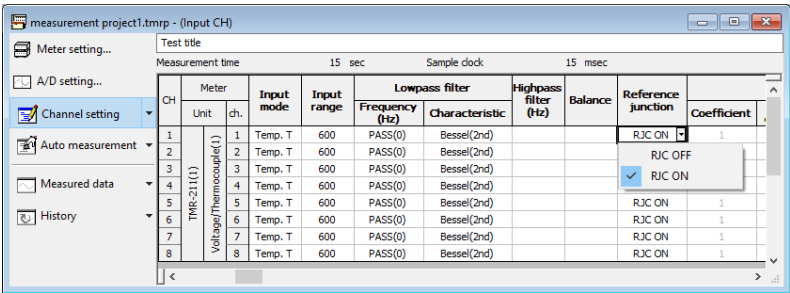 measurement project1.tmrp - (Input CH)
Meter setting...
A/D setting...
Channel setting
Auto measurement
Measured data
History
Test title
Measurement time 15 sec Sample clock 15 msec
CH Meter Input mode Input range Lowpass filter Highpass filter (Hz) Balance Reference junction Coefficient
Unit ch. Frequency (Hz) Characteristic
TMR-211(1)
Voltage/Thermocouple(1)
1 1 Temp. T 600 PASS(0) Bessel(2nd) RJC ON 1
2 2 Temp. T 600 PASS(0) Bessel(2nd) RJC OFF
3 3 Temp. T 600 PASS(0) Bessel(2nd) RJC ON
4 4 Temp. T 600 PASS(0) Bessel(2nd)
5 5 Temp. T 600 PASS(0) Bessel(2nd) RJC ON 1
6 6 Temp. T 600 PASS(0) Bessel(2nd) RJC ON 1
7 7 Temp. T 600 PASS(0) Bessel(2nd) RJC ON 1
8 8 Temp. T 600 PASS(0) Bessel(2nd) RJC ON 1